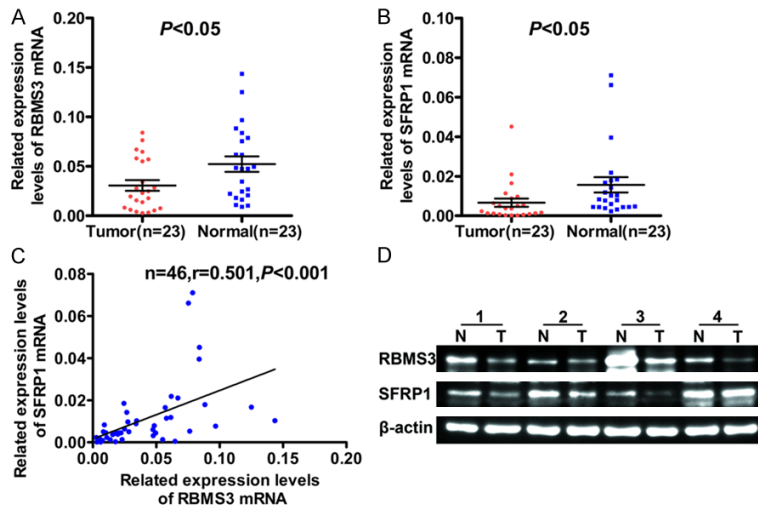 A
P<0.05
Related expression
levels of RBMS3 mRNA
0.20
0.15
0.10
0.05
0.00
Tumor(n=23)
Normal(n=23)
B
P<0.05
Related expression
levels of SFRP1 mRNA
0.10
0.08
0.06
0.04
0.02
0.00
Tumor(n=23)
Normal(n=23)
C
n=46,r=0.501,P<0.001
Related expression levels
of SFRP1 mRNA
0.08
0.06
0.04
0.02
0.00
0.00
0.05
0.10
0.15
0.20
Related expression levels
of RBMS3 mRNA
D
1 2 3 4
N T N T N T N T
RBMS3
SFRP1
β-actin